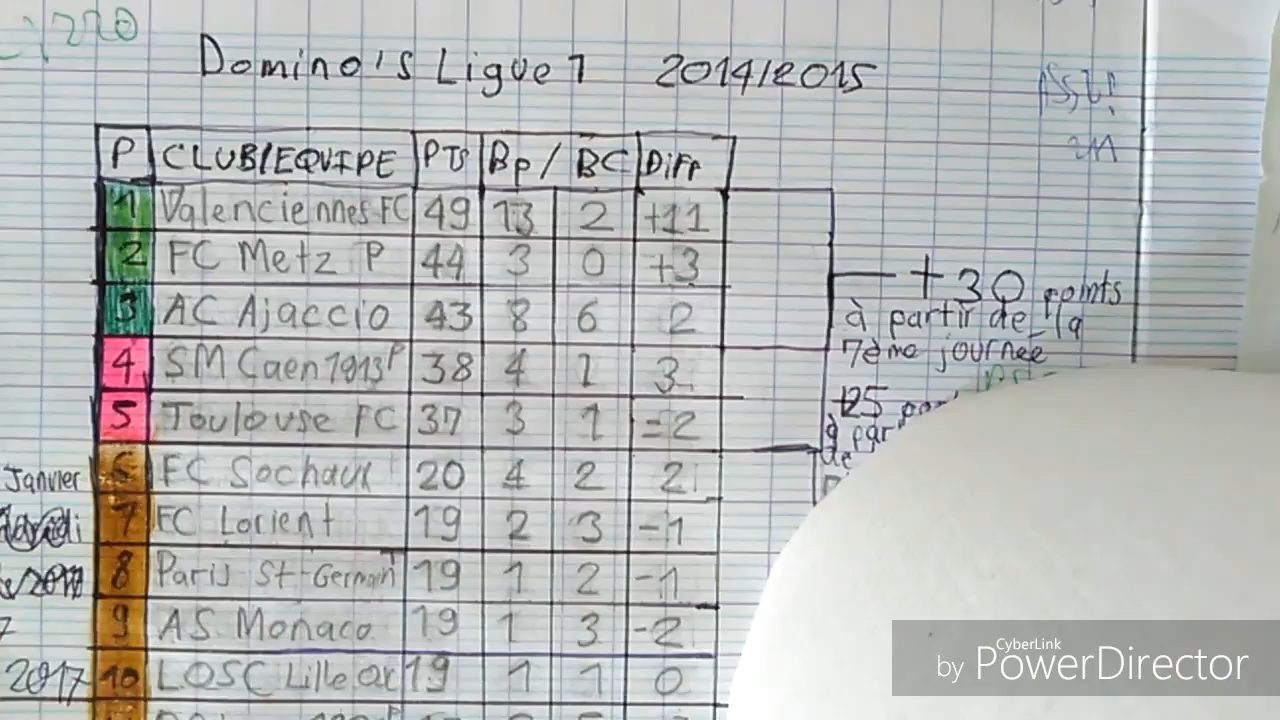 220
Domino's Ligue 1 2014/2015
P CLUB/EQUIPE PTS Bp / BC Diff
1 Valenciennes FC 49 13 2 +11
2 FC Metz P 44 3 0 +3
3 AC Ajaccio 43 8 6 2
4 SM Caen 1913 P 38 4 1 3
5 Toulouse FC 37 3 1 =2
6 FC Sochaux 20 4 2 2
7 FC Lorient 19 2 3 -1
8 Paris St-Germain 19 1 2 -1
9 AS Monaco 19 1 3 -2
10 LOSC Lille 19 1 1 0
+30 points
à partir de la
7ème journée
+25
à
de
Janvier
2017
CyberLink
by PowerDirector